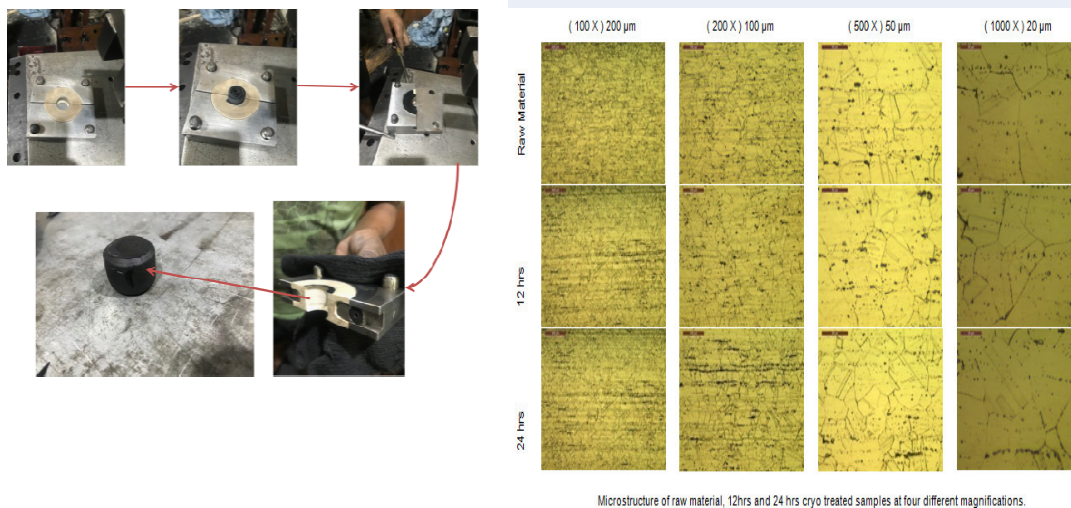 ( 100 X ) 200 µm
( 200 X ) 100 µm
( 500 X ) 50 µm
( 1000 X ) 20 µm
Raw Material
12 hrs
24 hrs
Microstructure of raw material, 12hrs and 24 hrs cryo treated samples at four different magnifications.